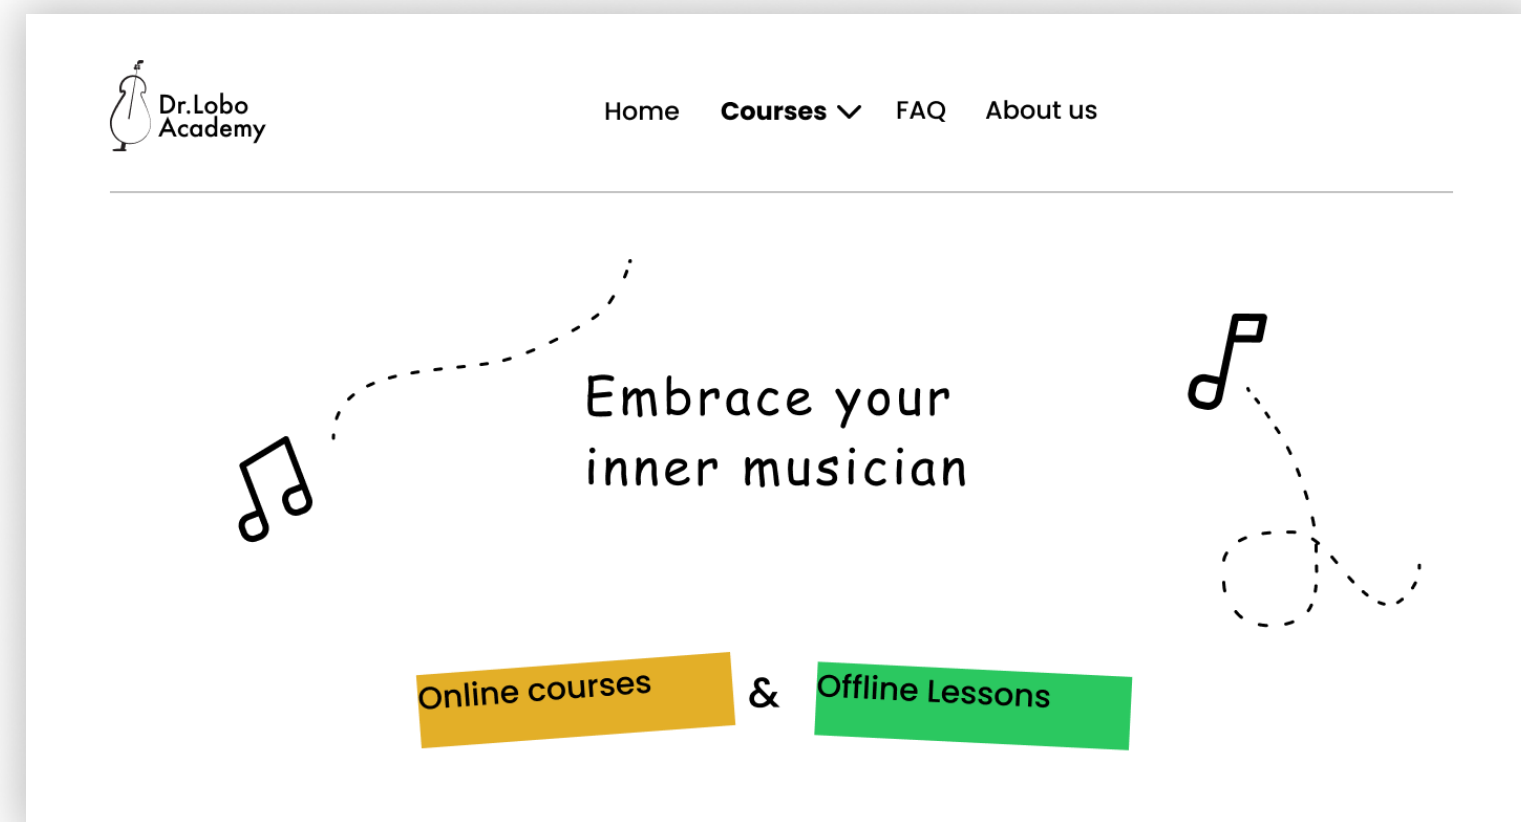 Dr.Lobo
Academy
Home Courses FAQ About us
Embrace your
inner musician
Online courses & Offline Lessons